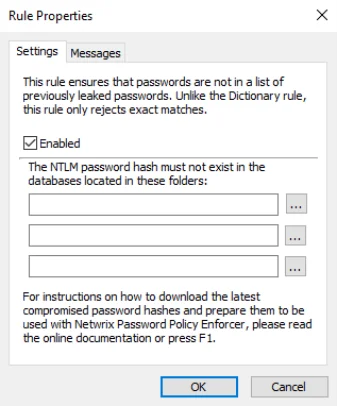 Rule Properties
Settings
Messages
This rule ensures that passwords are not in a list of
previously leaked passwords. Unlike the Dictionary rule,
this rule only rejects exact matches.
Enabled
The NTLM password hash must not exist in the
databases located in these folders:
...
...
...
For instructions on how to download the latest
compromised password hashes and prepare them to be
used with Netwrix Password Policy Enforcer, please read
the online documentation or press F1.
OK
Cancel